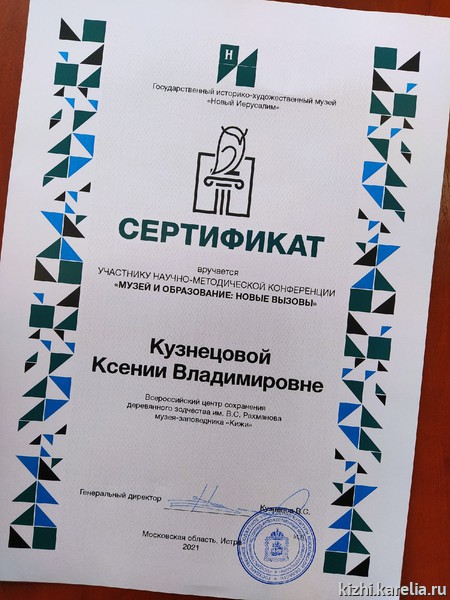 Н
Государственный историко-художественный музей
«Новый Иерусалим»
СЕРТИФИКАТ
вручается
УЧАСТНИКУ НАУЧНО-МЕТОДИЧЕСКОЙ КОНФЕРЕНЦИИ
«МУЗЕЙ И ОБРАЗОВАНИЕ: НОВЫЕ ВЫЗОВЫ»
Кузнецовой
Ксении Владимировне
Всероссийский центр сохранения
деревянного зодчества им. В.С. Рахманова
музея-заповедника «Кижи»
Генеральный директор
В.С.
Московская область, Истра
2021
kizhi.karelia.ru